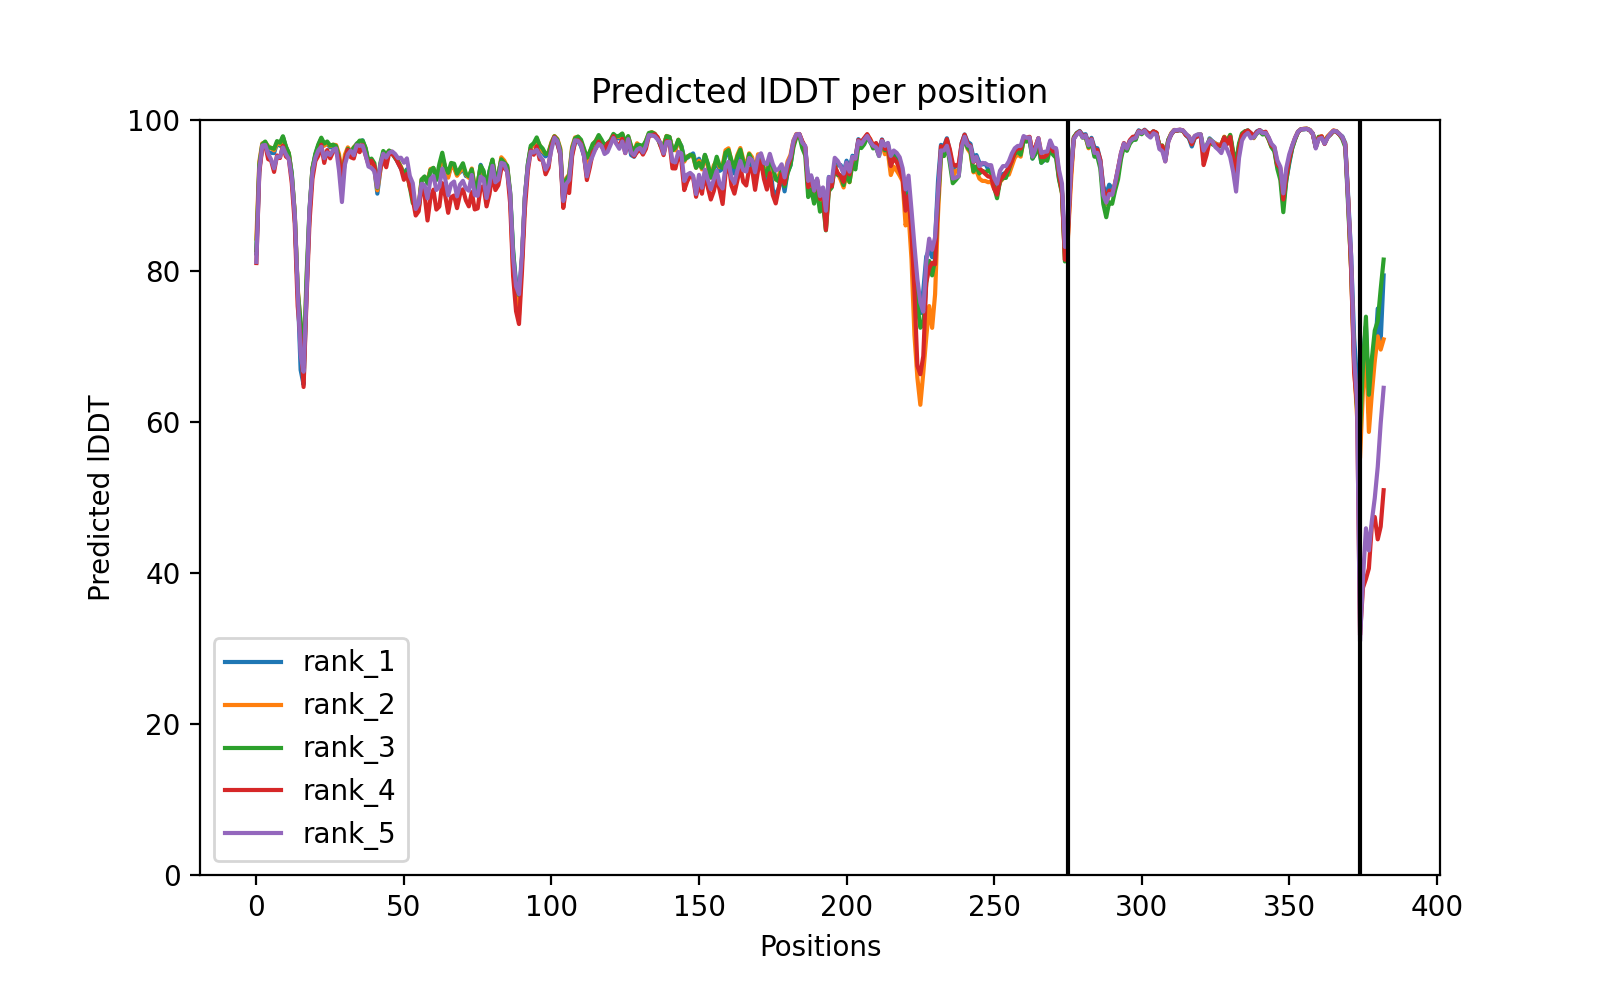 Predicted lDDT per position
100
80
60
40
20
0
Predicted lDDT
rank_1
rank_2
rank_3
rank_4
rank_5
0 50 100 150 200 250 300 350 400
Positions